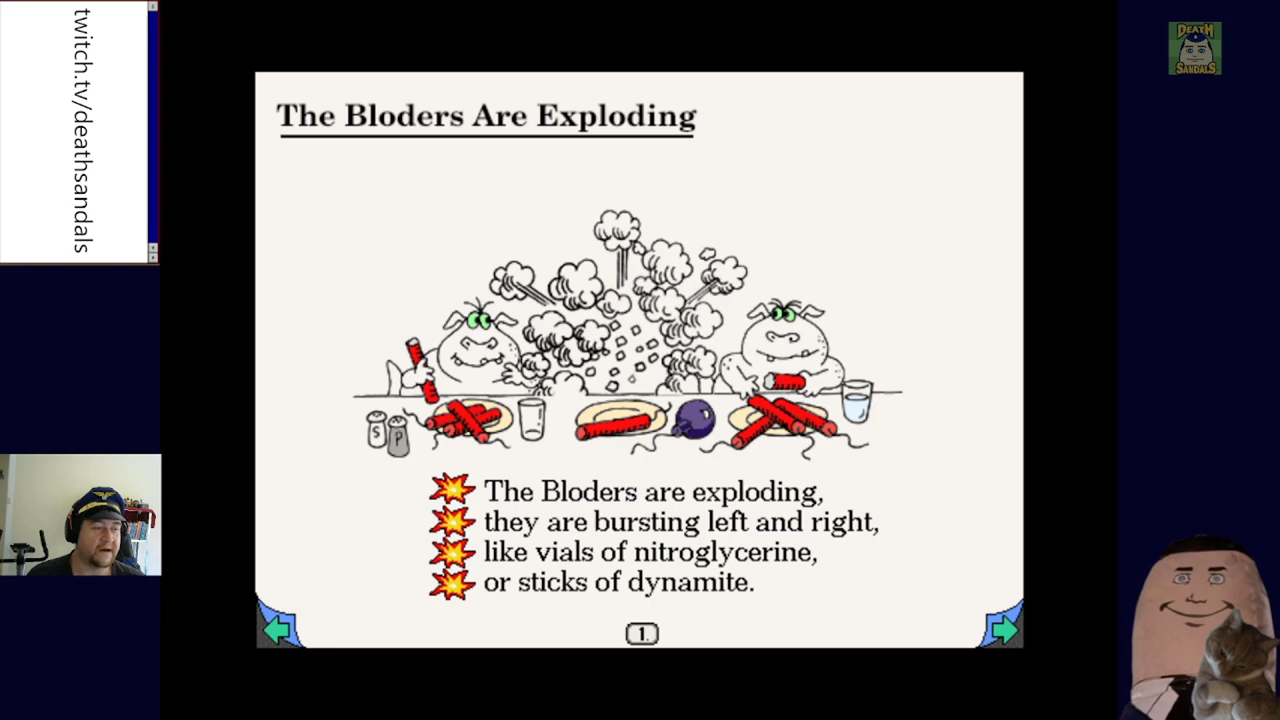 twitch.tv/deathsandals
DEATH
SANDALS
The Bloders Are Exploding
S
P
The Bloders are exploding,
they are bursting left and right,
like vials of nitroglycerine,
or sticks of dynamite.
1.